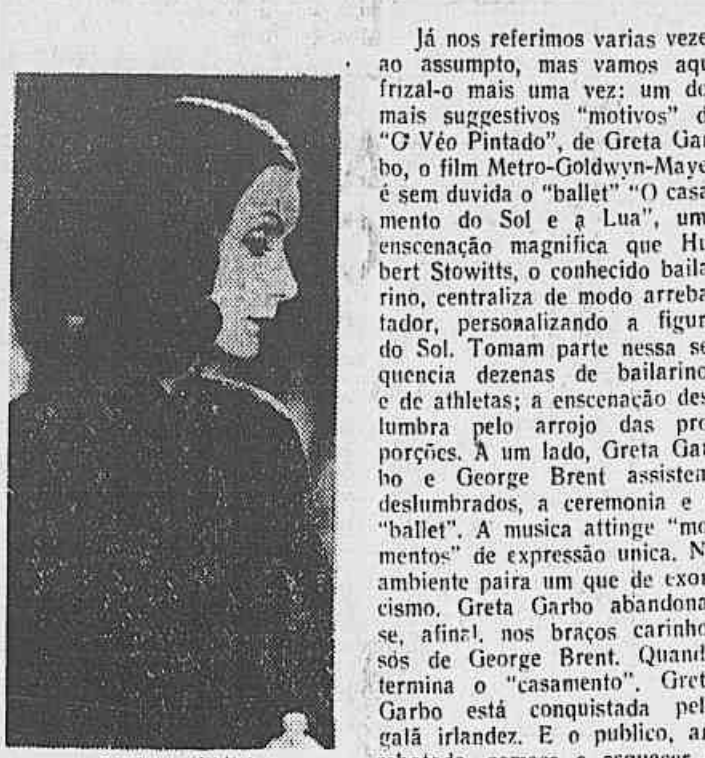 Já nos referimos varias veze
ao assumpto, mas vamos aqu
frizal-o mais uma vez: um do
mais suggestivos "motivos" d
"O Véo Pintado", de Greta Gar
bo, o film Metro-Goldwyn-Maye
é sem duvida o "ballet" "O casa
mento do Sol e a Lua", um
enscenação magnifica que Hu
bert Stowitts, o conhecido baila
rino, centraliza de modo arreba
tador, personalizando a figur
do Sol. Tomam parte nessa se
quencia dezenas de bailarino
e de athletas; a enscenação des
lumbra pelo arrojo das pro
porções. A um lado, Greta Gar
bo e George Brent assistem
deslumbrados, a ceremonia e
"ballet". A musica attinge "mo
mentos" de expressão unica. N
ambiente paira um que de exor
cismo. Greta Garbo abandona
se, afinal, nos braços carinho
sos de George Brent. Quand
termina o "casamento". Gret
Garbo está conquistada pel
galã irlandez. E o publico, ar